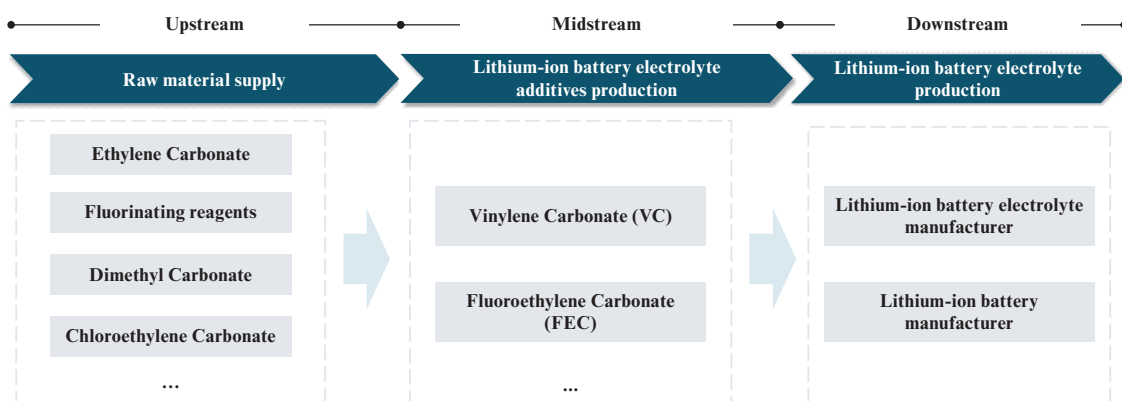 Upstream
Midstream
Downstream
Raw material supply
Lithium-ion battery electrolyte
additives production
Lithium-ion battery electrolyte
production
Ethylene Carbonate
Fluorinating reagents
Dimethyl Carbonate
Chloroethylene Carbonate
...
Vinylene Carbonate (VC)
Fluoroethylene Carbonate
(FEC)
...
Lithium-ion battery electrolyte
manufacturer
Lithium-ion battery
manufacturer